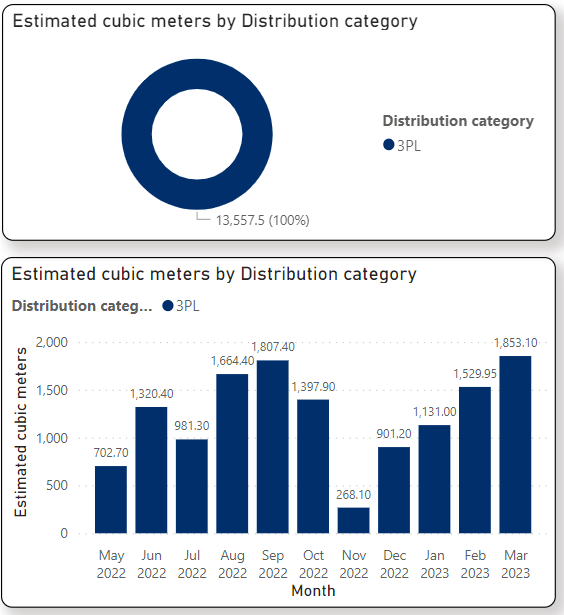 Estimated cubic meters by Distribution category
Distribution category
3PL
13,557.5 (100%)
Estimated cubic meters by Distribution category
Distribution categ... 3PL
Estimated cubic meters
2,000
1,500
1,000
500
0
702.70
1,320.40
981.30
1,664.40
1,807.40
1,397.90
268.10
901.20
1,131.00
1,529.95
1,853.10
May Jun Jul Aug Sep Oct Nov Dec Jan Feb Mar
2022 2022 2022 2022 2022 2022 2022 2022 2023 2023 2023
Month